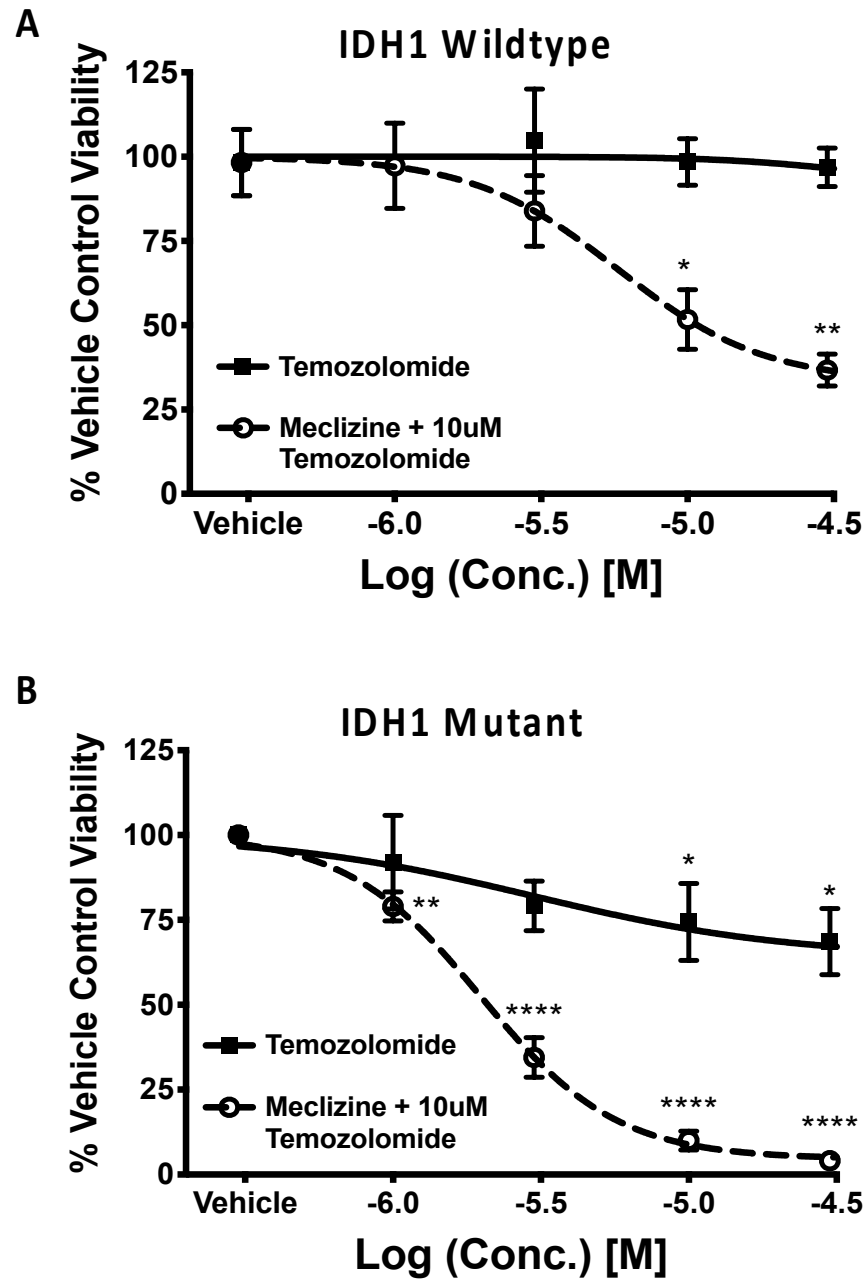 A
IDH1 Wildtype
% Vehicle Control Viability
125
100
75
50
25
0
*
**
Temozolomide
Meclizine + 10uM
Temozolomide
Vehicle -6.0 -5.5 -5.0 -4.5
Log (Conc.) [M]
B
IDH1 Mutant
% Vehicle Control Viability
125
100
75
50
25
0
*
*
**
****
****
****
Temozolomide
Meclizine + 10uM
Temozolomide
Vehicle -6.0 -5.5 -5.0 -4.5
Log (Conc.) [M]